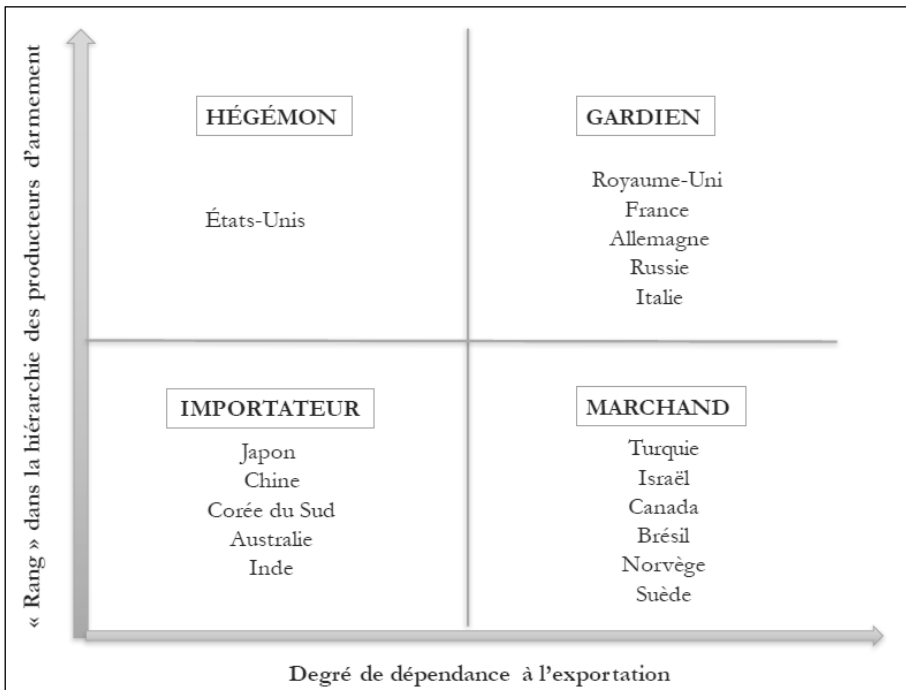 « Rang » dans la hiérarchie des producteurs d'armement
HÉGÉMON
États-Unis
GARDIEN
Royaume-Uni
France
Allemagne
Russie
Italie
IMPORTATEUR
Japon
Chine
Corée du Sud
Australie
Inde
MARCHAND
Turquie
Israël
Canada
Brésil
Norvège
Suède
Degré de dépendance à l'exportation